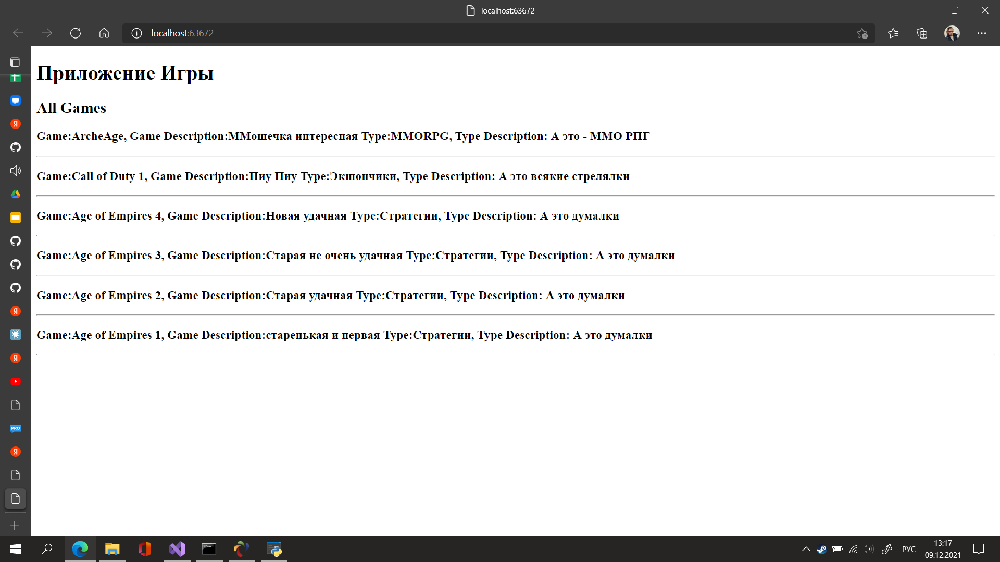 localhost:63672
localhost:63672
Приложение Игры
All Games
Game:ArcheAge, Game Description:ММошечка интересная Type:MMORPG, Type Description: А это - ММО РПГ
Game:Call of Duty 1, Game Description:Пиу Пиу Type:Экшончики, Type Description: А это всякие стрелялки
Game:Age of Empires 4, Game Description:Новая удачная Type:Стратегии, Type Description: А это думалки
Game:Age of Empires 3, Game Description:Старая не очень удачная Type:Стратегии, Type Description: А это думалки
Game:Age of Empires 2, Game Description:Старая удачная Type:Стратегии, Type Description: А это думалки
Game:Age of Empires 1, Game Description:старенькая и первая Type:Стратегии, Type Description: А это думалки
Я
Я
Я
PRO
Я
РУС
13:17
09.12.2021